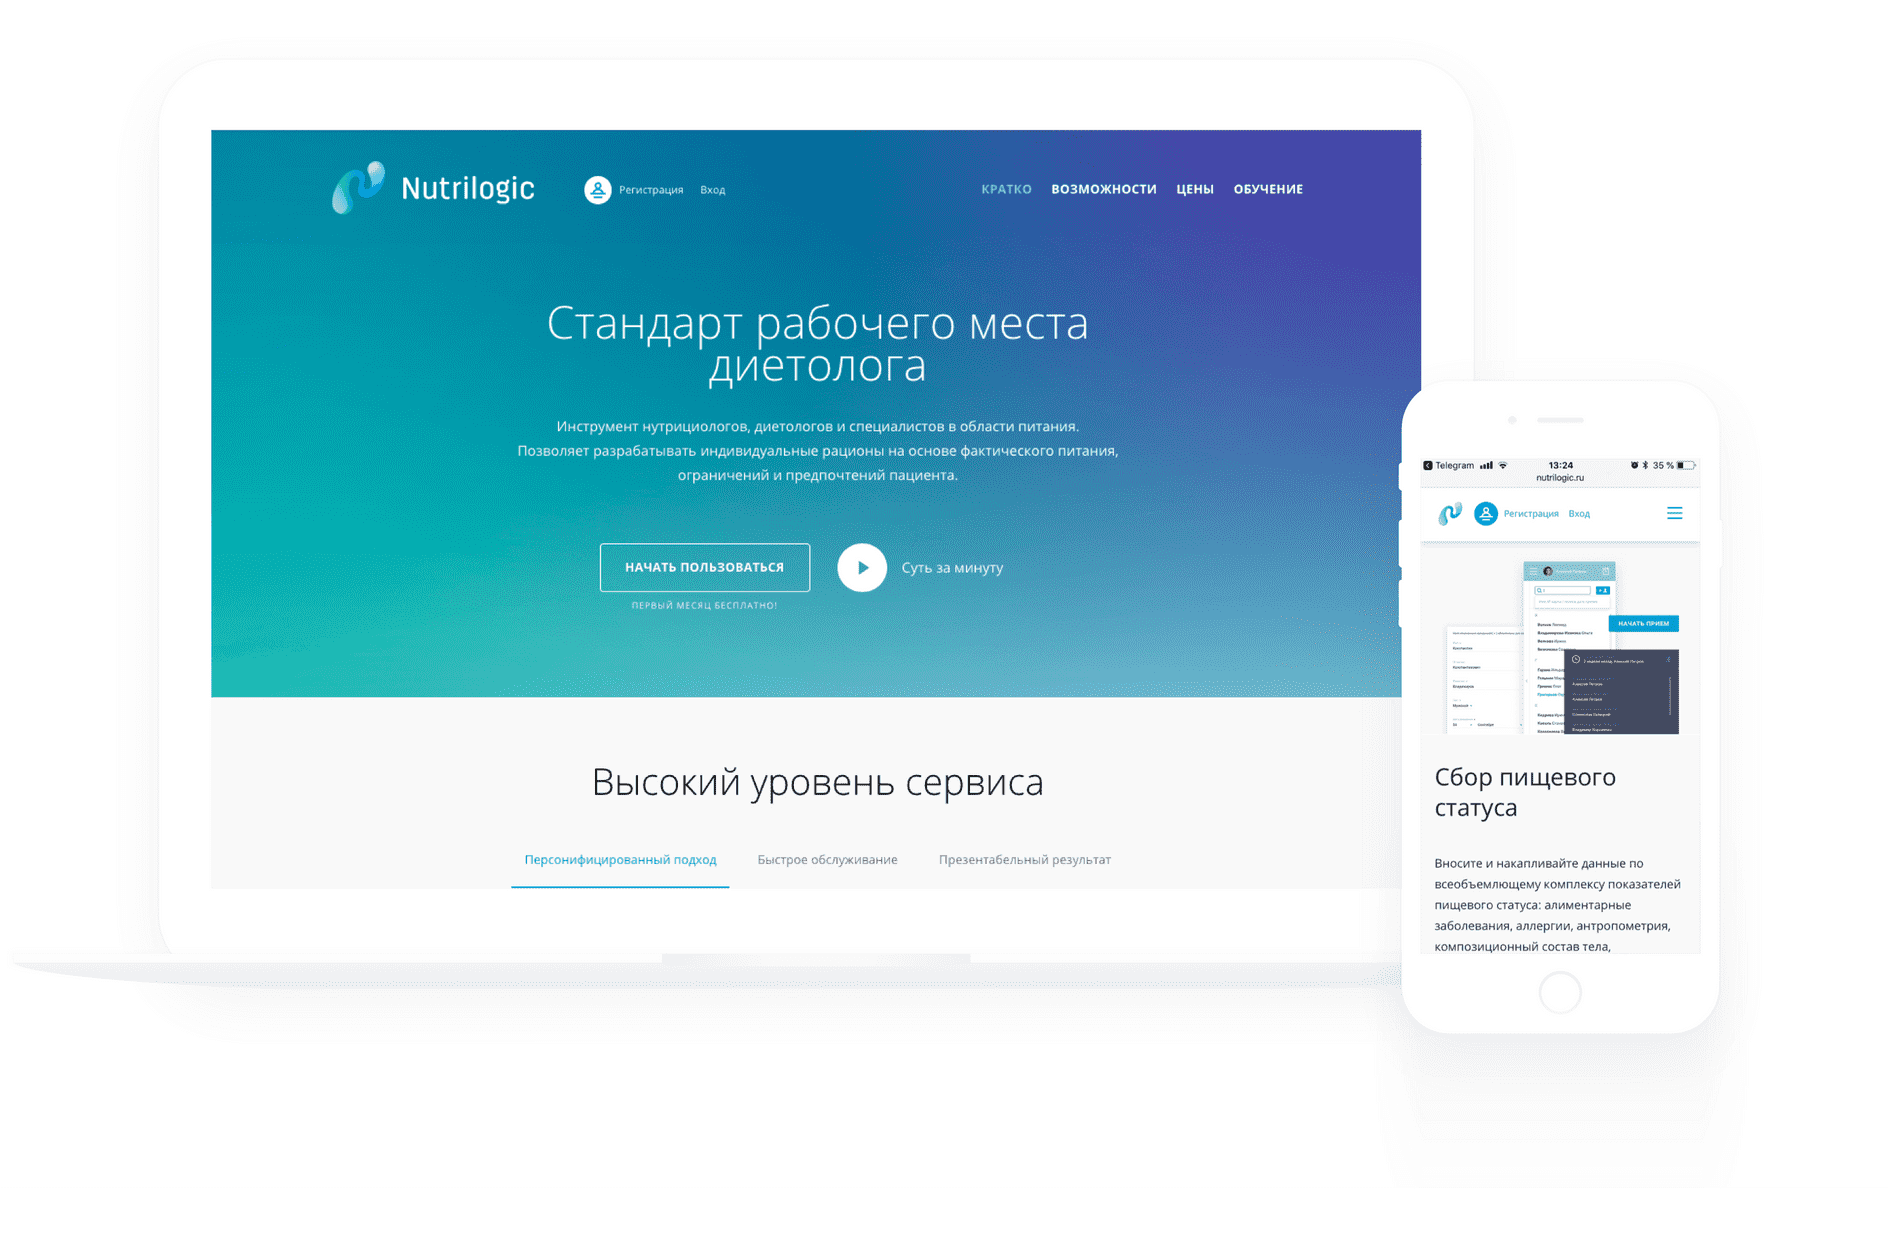 Nutrilogic
Регистрация Вход
КРАТКО ВОЗМОЖНОСТИ ЦЕНЫ ОБУЧЕНИЕ
Стандарт рабочего места
диетолога
Инструмент нутрициологов, диетологов и специалистов в области питания.
Позволяет разрабатывать индивидуальные рационы на основе фактического питания,
ограничений и предпочтений пациента.
НАЧАТЬ ПОЛЬЗОВАТЬСЯ
ПЕРВЫЙ МЕСЯЦ БЕСПЛАТНО!
Суть за минуту
Высокий уровень сервиса
Персонифицированный подход Быстрое обслуживание Презентабельный результат
Telegram 13:24 35 %
nutrilogic.ru
Регистрация Вход
НАЧАТЬ ПРИЕМ
Сбор пищевого
статуса
Вносите и накапливайте данные по
всеобъемлющему комплексу показателей
пищевого статуса: алиментарные
заболевания, аллергии, антропометрия,
композиционный состав тела,